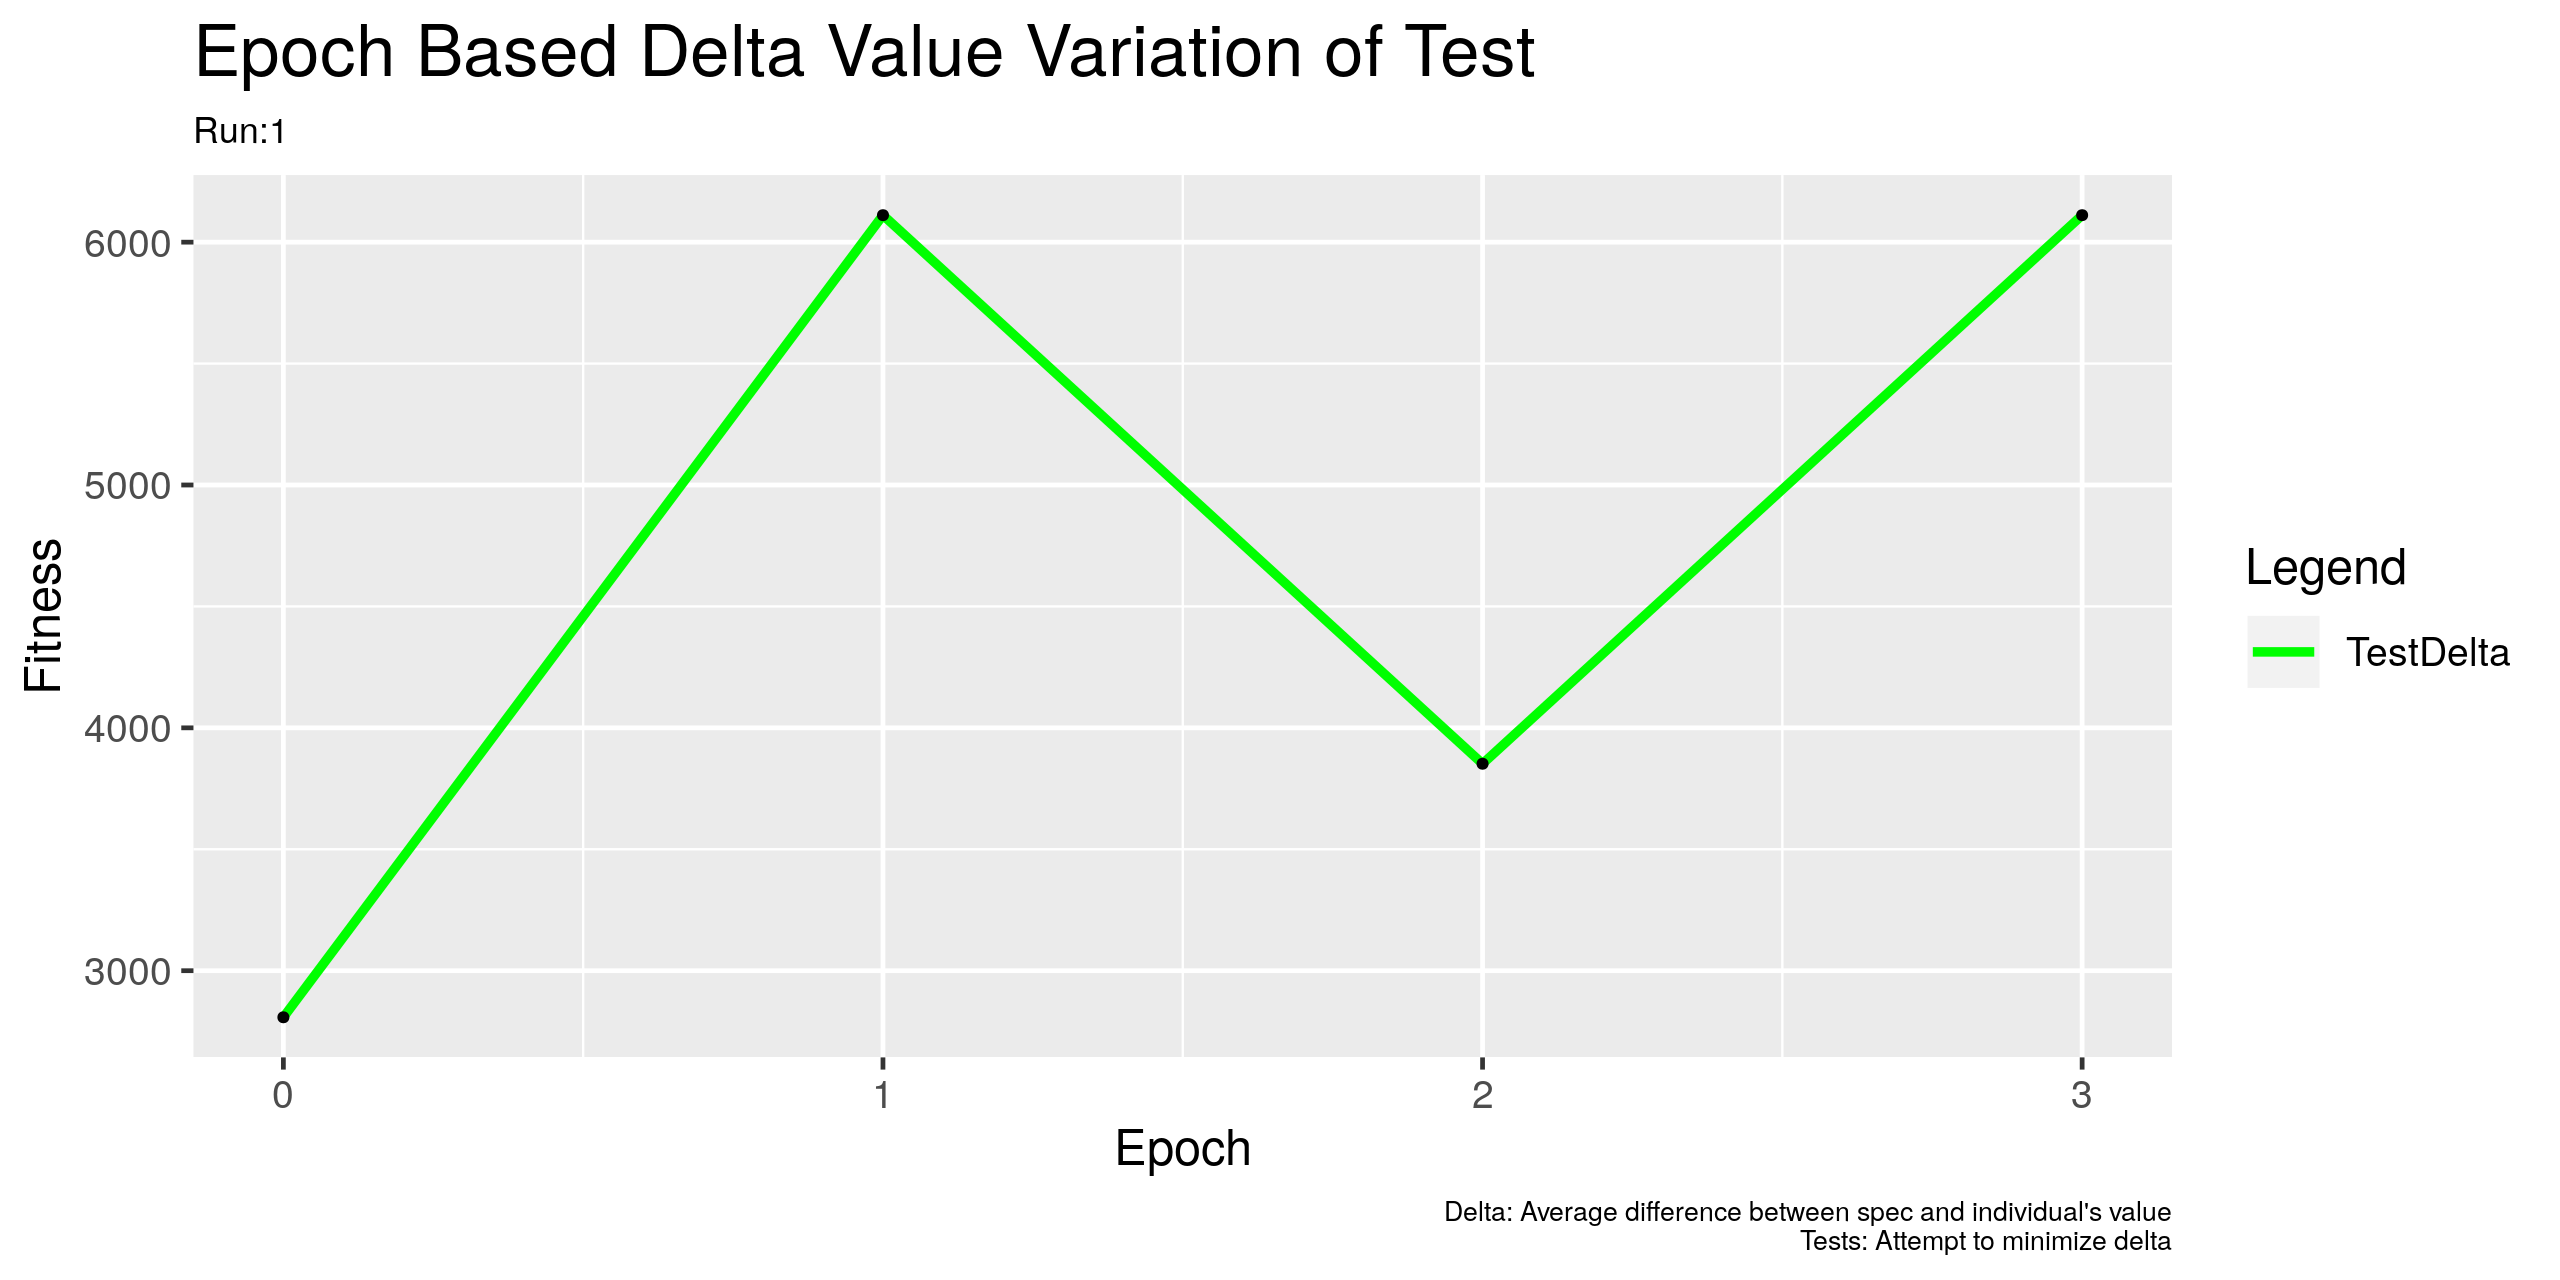 Epoch Based Delta Value Variation of Test
Run:1
6000
5000
4000
3000
Fitness
0 1 2 3
Epoch
Legend
TestDelta
Delta: Average difference between spec and individual's value
Tests: Attempt to minimize delta